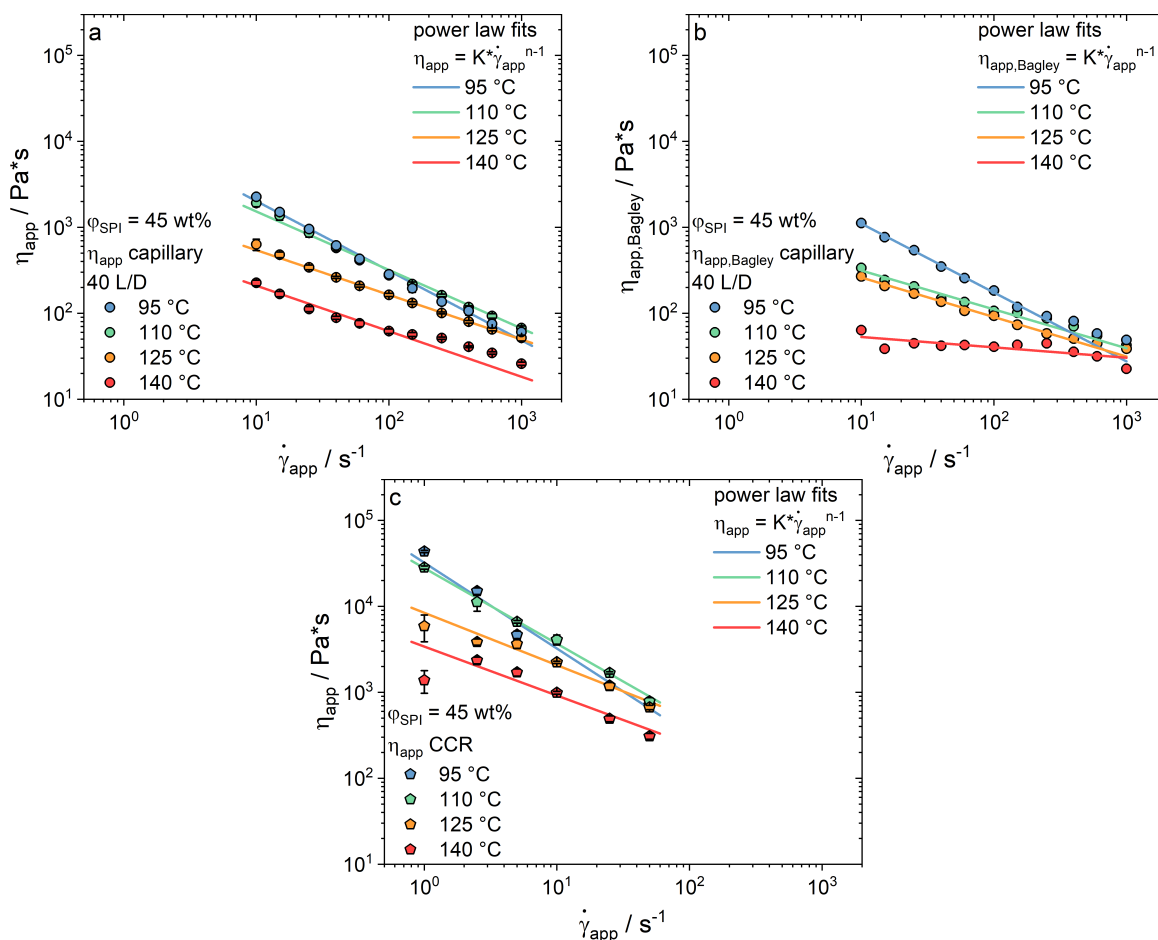 a
power law fits
η_app = K*γ̇_app^(n-1)
95 °C
110 °C
125 °C
140 °C
φ_SPI = 45 wt%
η_app capillary
40 L/D
95 °C
110 °C
125 °C
140 °C
η_app / Pa*s
10^5
10^4
10^3
10^2
10^1
10^0
10^1
10^2
10^3
γ̇_app / s^-1
b
power law fits
η_app,Bagley = K*γ̇_app^(n-1)
95 °C
110 °C
125 °C
140 °C
φ_SPI = 45 wt%
η_app,Bagley capillary
40 L/D
95 °C
110 °C
125 °C
140 °C
η_app,Bagley / Pa*s
10^5
10^4
10^3
10^2
10^1
10^0
10^1
10^2
10^3
γ̇_app / s^-1
c
power law fits
η_app = K*γ̇_app^(n-1)
95 °C
110 °C
125 °C
140 °C
φ_SPI = 45 wt%
η_app CCR
95 °C
110 °C
125 °C
140 °C
η_app / Pa*s
10^5
10^4
10^3
10^2
10^1
10^0
10^1
10^2
10^3
γ̇_app / s^-1